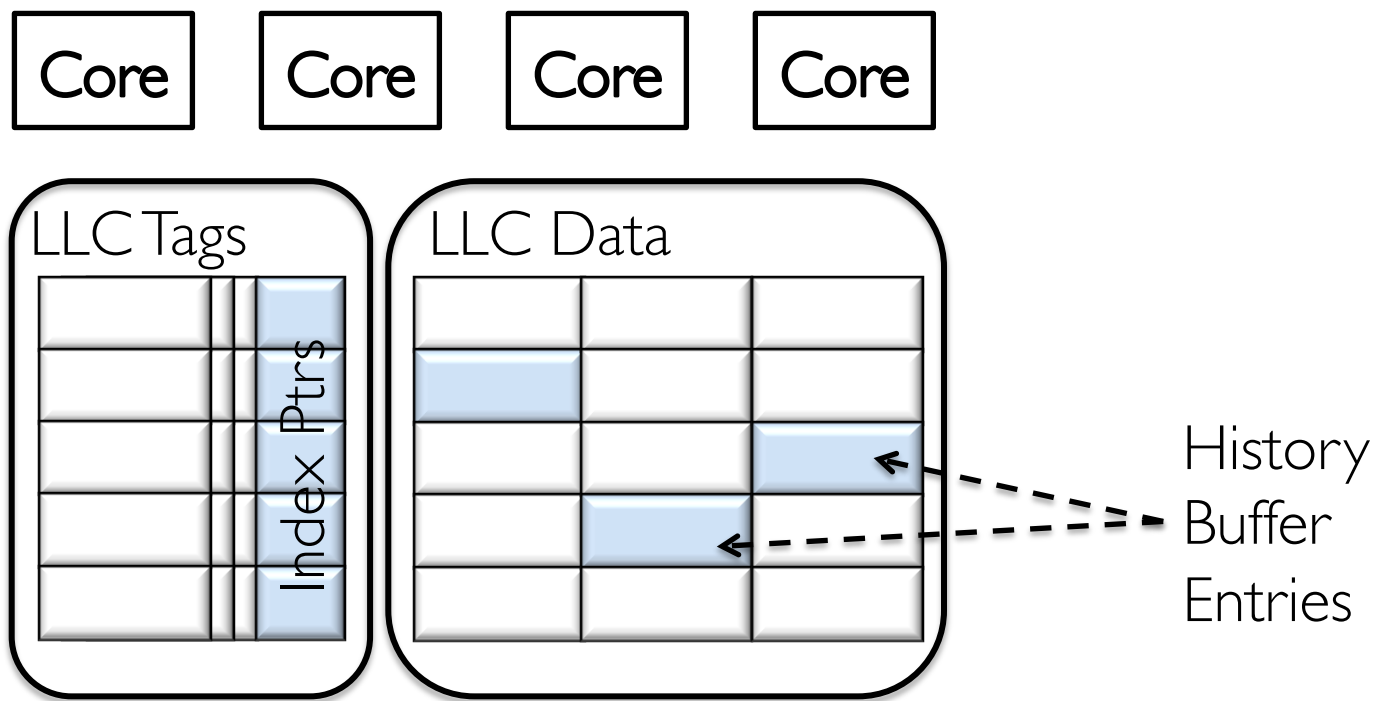 Core Core Core Core
LLC Tags
LLC Data
Index Ptrs
History
Buffer
Entries